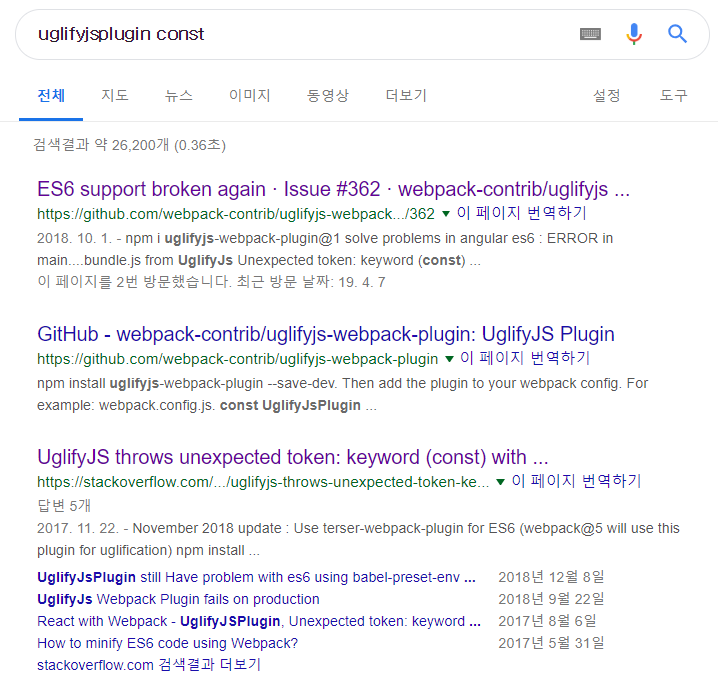 uglifyjsplugin const
전체 지도 뉴스 이미지 동영상 더보기 설정 도구
검색결과 약 26,200개 (0.36초)
ES6 support broken again · Issue #362 · webpack-contrib/uglifyjs ...
https://github.com/webpack-contrib/uglifyjs-webpack.../362 ▼ 이 페이지 번역하기
2018. 10. 1. - npm i uglifyjs-webpack-plugin@1 solve problems in angular es6 : ERROR in
main....bundle.js from UglifyJs Unexpected token: keyword (const) ...
이 페이지를 2번 방문했습니다. 최근 방문 날짜: 19. 4. 7
GitHub - webpack-contrib/uglifyjs-webpack-plugin: UglifyJS Plugin
https://github.com/webpack-contrib/uglifyjs-webpack-plugin ▼ 이 페이지 번역하기
npm install uglifyjs-webpack-plugin --save-dev. Then add the plugin to your webpack config. For
example: webpack.config.js. const UglifyJsPlugin ...
UglifyJS throws unexpected token: keyword (const) with ...
https://stackoverflow.com/.../uglifyjs-throws-unexpected-token-ke... ▼ 이 페이지 번역하기
답변 5개
2017. 11. 22. - November 2018 update : Use terser-webpack-plugin for ES6 (webpack@5 will use this
plugin for uglification) npm install ...
UglifyJsPlugin still Have problem with es6 using babel-preset-env ... 2018년 12월 8일
UglifyJs Webpack Plugin fails on production 2018년 9월 22일
React with Webpack - UglifyJSPlugin, Unexpected token: keyword ... 2017년 8월 6일
How to minify ES6 code using Webpack? 2017년 5월 31일
stackoverflow.com 검색결과 더보기